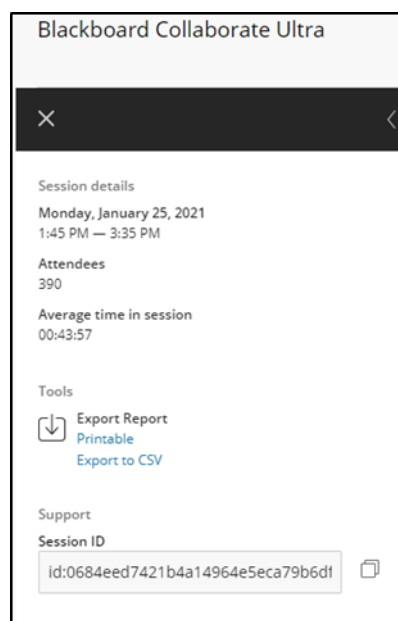 Blackboard Collaborate Ultra
Session details
Monday, January 25, 2021
1:45 PM — 3:35 PM
Attendees
390
Average time in session
00:43:57
Tools
Export Report
Printable
Export to CSV
Support
Session ID
id:0684eed7421b4a14964e5eca79b6df